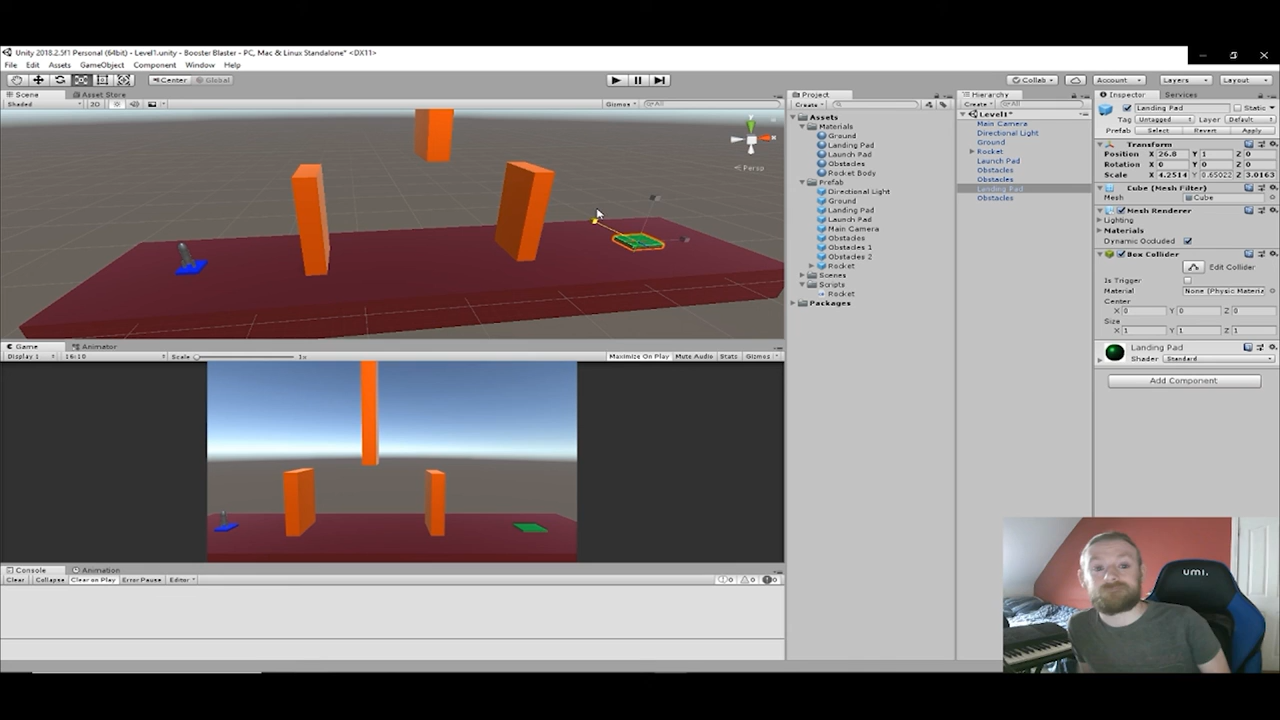 Unity 2018.2.5f1 Personal (64bit) - Level1.unity - Booster Blaster - PC, Mac & Linux Standalone* <DX11>
File Edit Assets GameObject Component Window Help
Center Global
Collab Account Layers Layout
Scene Asset Store
Shaded 2D Gizmos All
Persp
Game Animator
Display 1 16:10 Scale 1x Maximize On Play Mute Audio Stats Gizmos
Console Animation
Clear Collapse Clear on Play Error Pause Editor 0 0 0
Project
Create
Assets
Materials
Ground
Landing Pad
Launch Pad
Obstacles
Rocket Body
Prefab
Directional Light
Ground
Landing Pad
Launch Pad
Main Camera
Obstacles
Obstacles 1
Obstacles 2
Rocket
Scenes
Scripts
Rocket
Packages
Hierarchy
Create All
Level1*
Main Camera
Directional Light
Ground
Rocket
Launch Pad
Obstacles
Obstacles
Landing Pad
Obstacles
Inspector Services
Landing Pad Static
Tag Untagged Layer Default
Prefab Select Revert Apply
Transform
Position X 26.8 Y 1 Z 0
Rotation X 0 Y 0 Z 0
Scale X 4.2514 Y 0.65022 Z 3.0163
Cube (Mesh Filter)
Mesh Cube
Mesh Renderer
Lighting
Materials
Dynamic Occluded
Box Collider
Edit Collider
Is Trigger
Material None (Physic Materia
Center
X 0 Y 0 Z 0
Size
X 1 Y 1 Z 1
Landing Pad
Shader Standard
Add Component
umi.